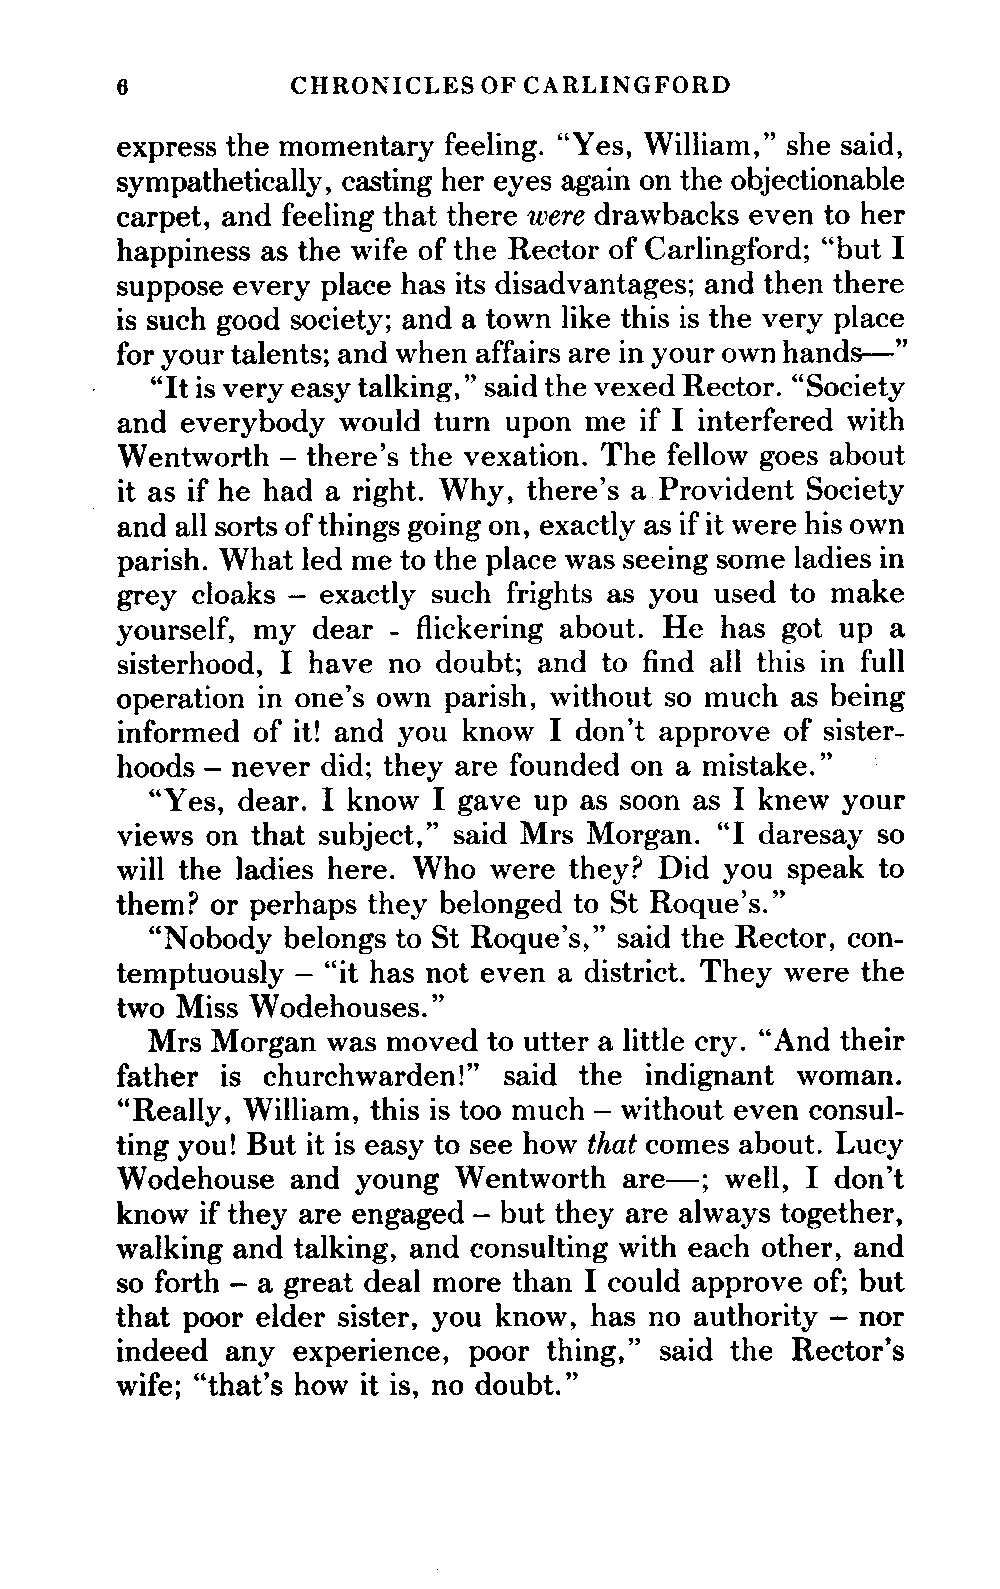 6 CHRONICLES OF CARLINGFORD
express the momentary feeling. “Yes, William,” she said,
sympathetically, casting her eyes again on the objectionable
carpet, and feeling that there were drawbacks even to her
happiness as the wife of the Rector of Carlingford; “but I
suppose every place has its disadvantages; and then there
is such good society; and a town like this is the very place
for your talents; and when affairs are in your own hands—”
“It is very easy talking,” said the vexed Rector. “Society
and everybody would turn upon me if I interfered with
Wentworth – there’s the vexation. The fellow goes about
it as if he had a right. Why, there’s a Provident Society
and all sorts of things going on, exactly as if it were his own
parish. What led me to the place was seeing some ladies in
grey cloaks – exactly such frights as you used to make
yourself, my dear - flickering about. He has got up a
sisterhood, I have no doubt; and to find all this in full
operation in one’s own parish, without so much as being
informed of it! and you know I don’t approve of sister-
hoods – never did; they are founded on a mistake.”
“Yes, dear. I know I gave up as soon as I knew your
views on that subject,” said Mrs Morgan. “I daresay so
will the ladies here. Who were they? Did you speak to
them? or perhaps they belonged to St Roque’s.”
“Nobody belongs to St Roque’s,” said the Rector, con-
temptuously – “it has not even a district. They were the
two Miss Wodehouses.”
Mrs Morgan was moved to utter a little cry. “And their
father is churchwarden!” said the indignant woman.
“Really, William, this is too much – without even consul-
ting you! But it is easy to see how that comes about. Lucy
Wodehouse and young Wentworth are—; well, I don’t
know if they are engaged – but they are always together,
walking and talking, and consulting with each other, and
so forth – a great deal more than I could approve of; but
that poor elder sister, you know, has no authority – nor
indeed any experience, poor thing,” said the Rector’s
wife; “that’s how it is, no doubt.”